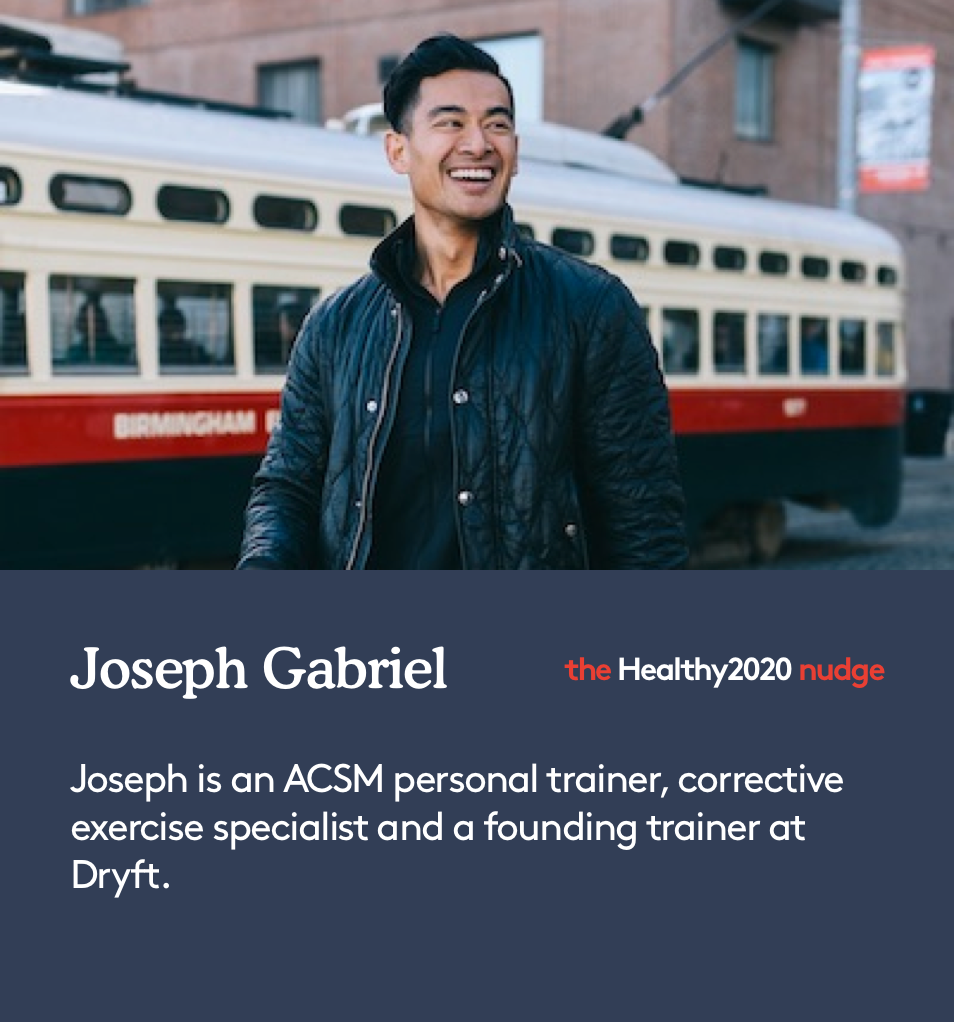 BIRMINGHAM
Joseph Gabriel
the Healthy2020 nudge
Joseph is an ACSM personal trainer, corrective
exercise specialist and a founding trainer at
Dryft.